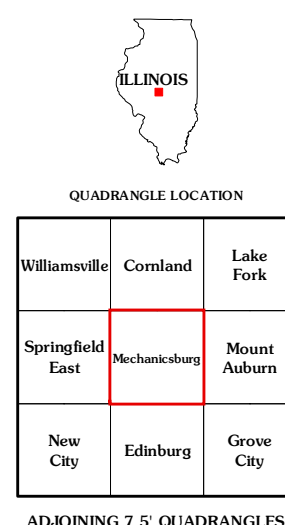 ILLINOIS
QUADRANGLE LOCATION
Williamsville Cornland Lake Fork
Springfield East Mechanicsburg Mount Auburn
New City Edinburg Grove City
ADJOINING 7.5' QUADRANGLES